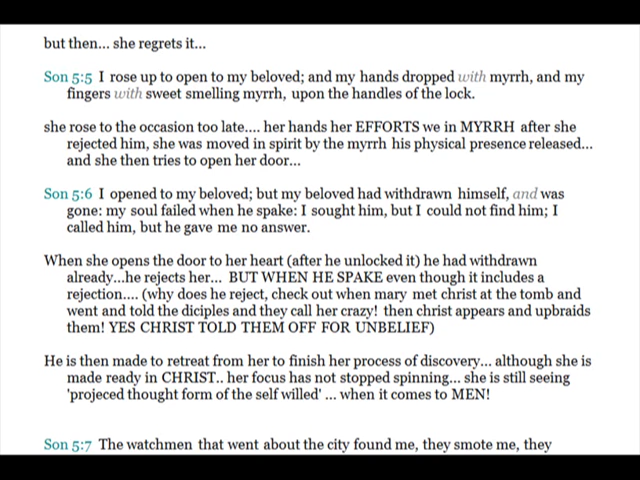 but then... she regrets it...
Son 5:5 I rose up to open to my beloved; and my hands dropped with myrrh, and my
fingers with sweet smelling myrrh, upon the handles of the lock.
she rose to the occasion too late.... her hands her EFFORTS we in MYRRH after she
rejected him, she was moved in spirit by the myrrh his physical presence released...
and she then tries to open her door...
Son 5:6 I opened to my beloved; but my beloved had withdrawn himself, and was
gone: my soul failed when he spake: I sought him, but I could not find him; I
called him, but he gave me no answer.
When she opens the door to her heart (after he unlocked it) he had withdrawn
already...he rejects her... BUT WHEN HE SPAKE even though it includes a
rejection.... (why does he reject, check out when mary met christ at the tomb and
went and told the diciples and they call her crazy! then christ appears and upbraids
them! YES CHRIST TOLD THEM OFF FOR UNBELIEF)
He is then made to retreat from her to finish her process of discovery... although she is
made ready in CHRIST.. her focus has not stopped spinning... she is still seeing
'projeced thought form of the self willed' ... when it comes to MEN!
Son 5:7 The watchmen that went about the city found me, they smote me, they